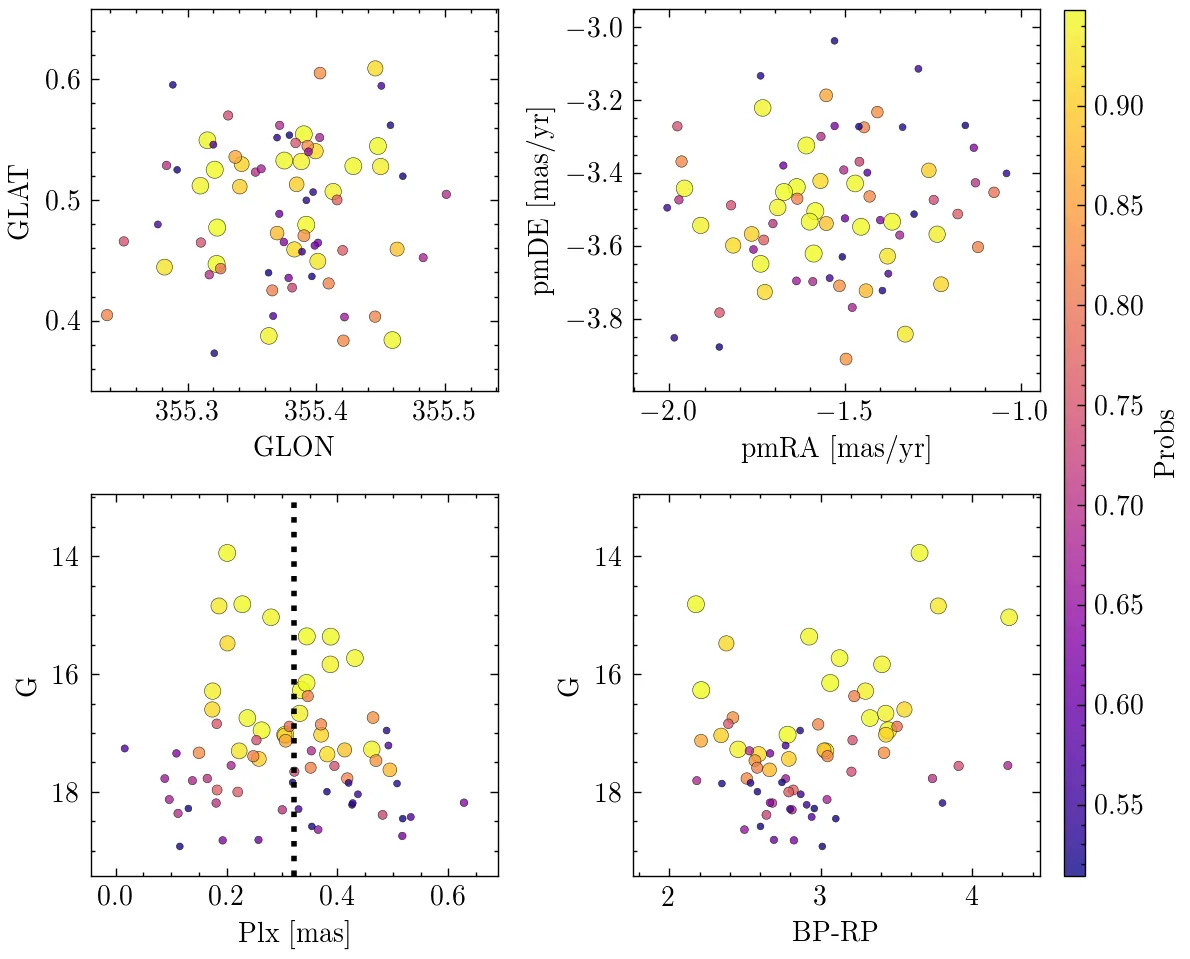 0.6
0.5
0.4
GLAT
355.3 355.4 355.5
GLON
−3.0
−3.2
−3.4
−3.6
−3.8
pmDE [mas/yr]
−2.0 −1.5 −1.0
pmRA [mas/yr]
0.90
0.85
0.80
0.75
0.70
0.65
0.60
0.55
Probs
14
16
18
G
0.0 0.2 0.4 0.6
Plx [mas]
14
16
18
G
2 3 4
BP-RP